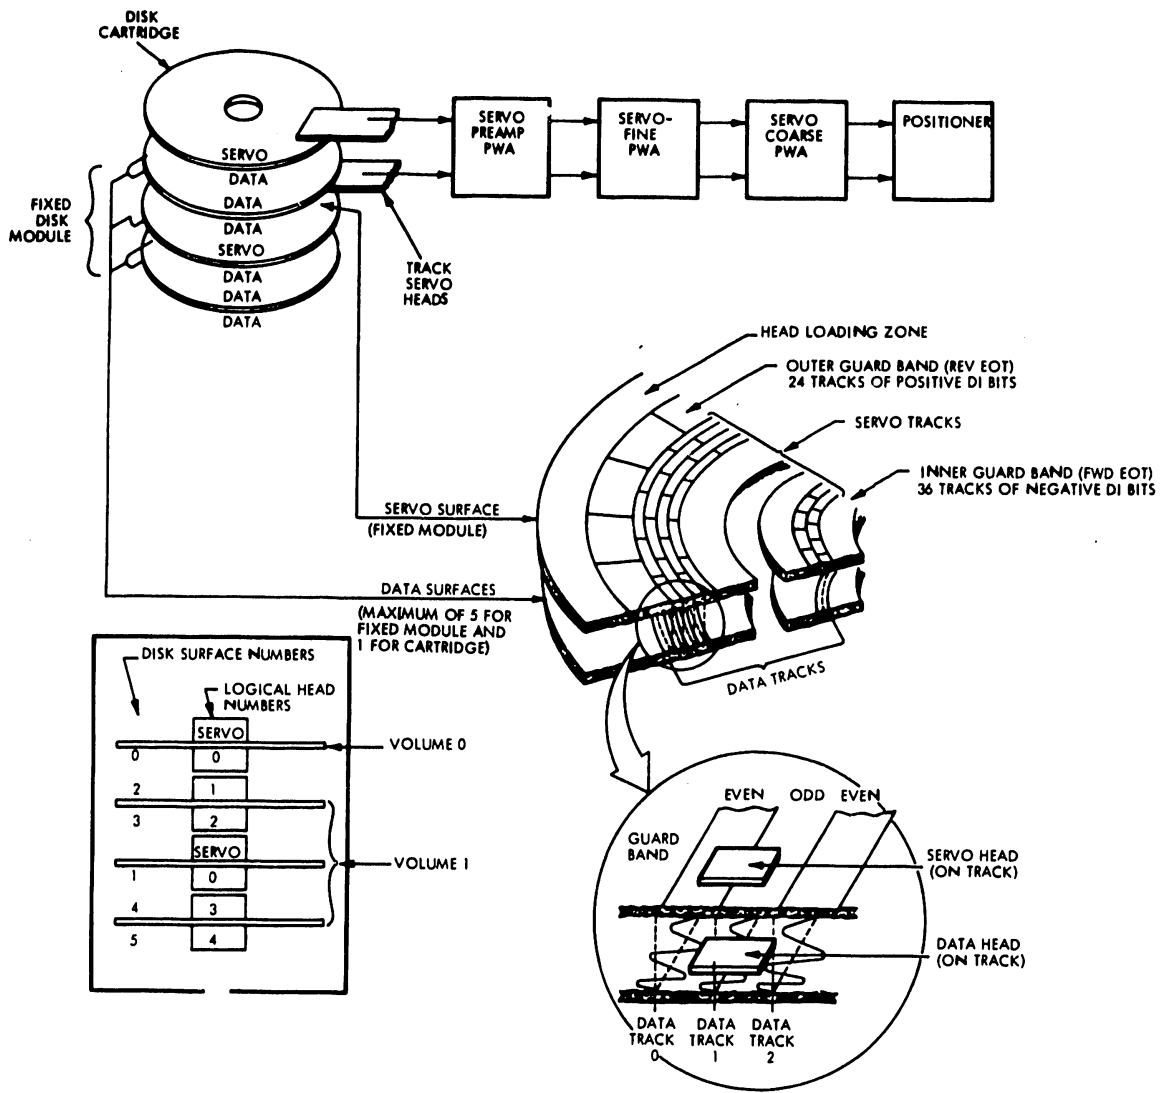 DISK
CARTRIDGE
SERVO
DATA
DATA
DATA
SERVO
DATA
DATA
DATA
FIXED
DISK
MODULE
TRACK
SERVO
HEADS
SERVO
PREAMP
PWA
SERVO-
FINE
PWA
SERVO
COARSE
PWA
POSITIONER
HEAD LOADING ZONE
OUTER GUARD BAND (REV EOT)
24 TRACKS OF POSITIVE DI BITS
SERVO TRACKS
INNER GUARD BAND (FWD EOT)
36 TRACKS OF NEGATIVE DI BITS
SERVO SURFACE
(FIXED MODULE)
DATA SURFACES
(MAXIMUM OF 5 FOR
FIXED MODULE AND
1 FOR CARTRIDGE)
DATA TRACKS
DISK SURFACE NUMBERS
LOGICAL HEAD
NUMBERS
SERVO
0 0
VOLUME 0
2 1
3 2
SERVO
1 0
VOLUME 1
4 3
5 4
EVEN ODD EVEN
GUARD
BAND
SERVO HEAD
(ON TRACK)
DATA HEAD
(ON TRACK)
DATA
TRACK
0
DATA
TRACK
1
DATA
TRACK
2